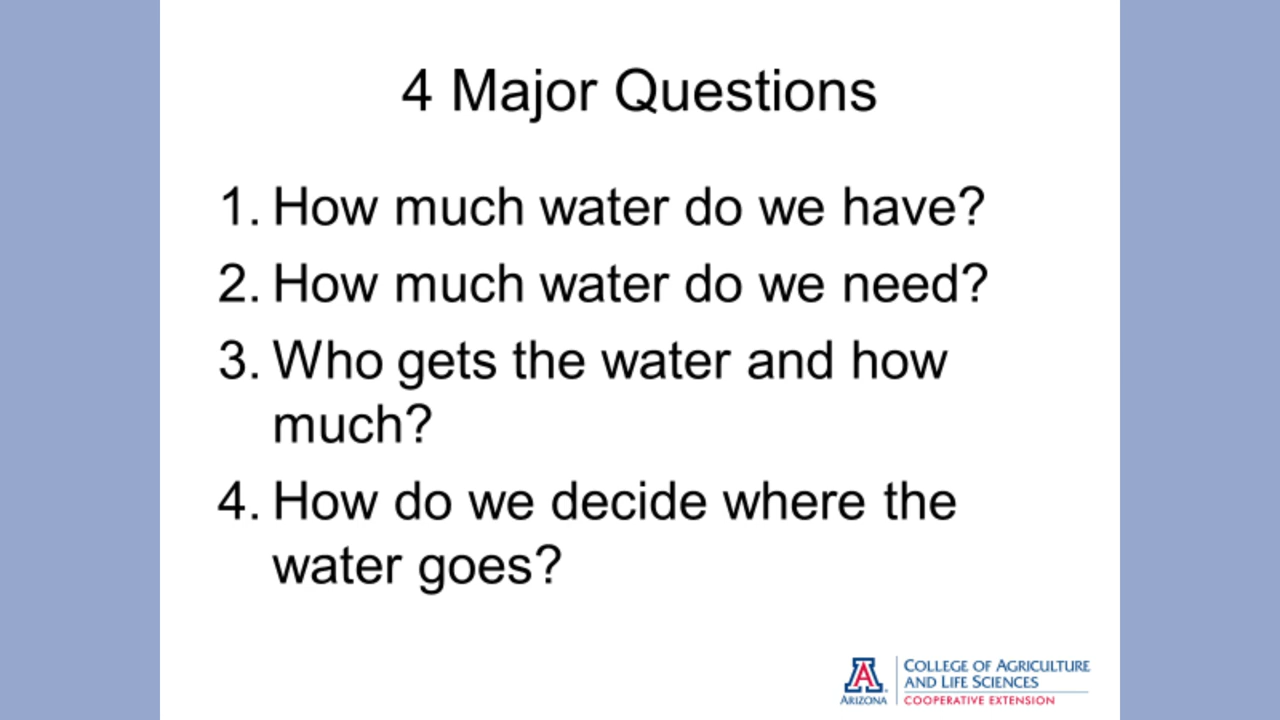 4 Major Questions
1. How much water do we have?
2. How much water do we need?
3. Who gets the water and how
much?
4. How do we decide where the
water goes?
A
ARIZONA
COLLEGE OF AGRICULTURE
AND LIFE SCIENCES
COOPERATIVE EXTENSION